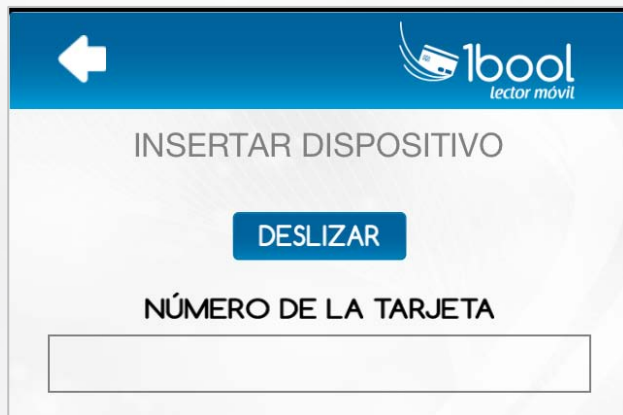 1bool
lector móvil
INSERTAR DISPOSITIVO
DESLIZAR
NÚMERO DE LA TARJETA